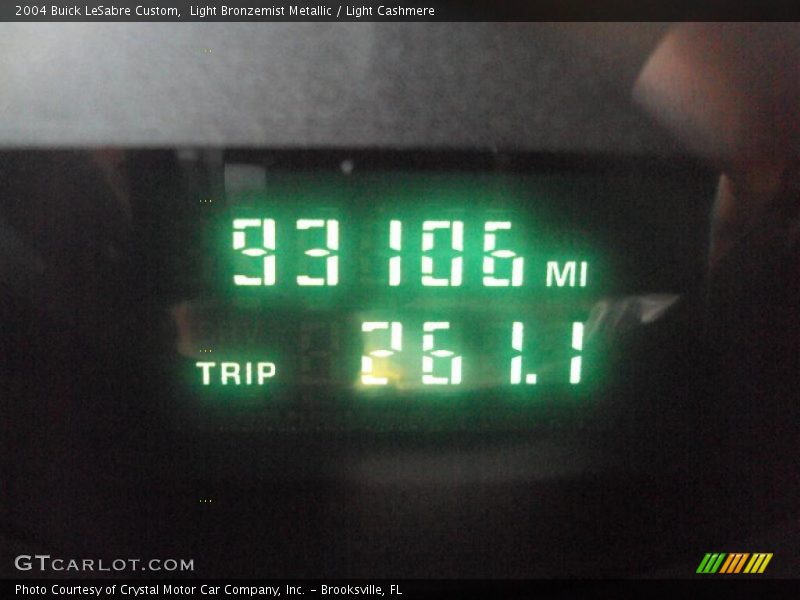 2004 Buick LeSabre Custom,  Light Bronzemist Metallic / Light Cashmere
93106 MI
TRIP 261.1
GTCARLOT.COM
Photo Courtesy of Crystal Motor Car Company, Inc. - Brooksville, FL